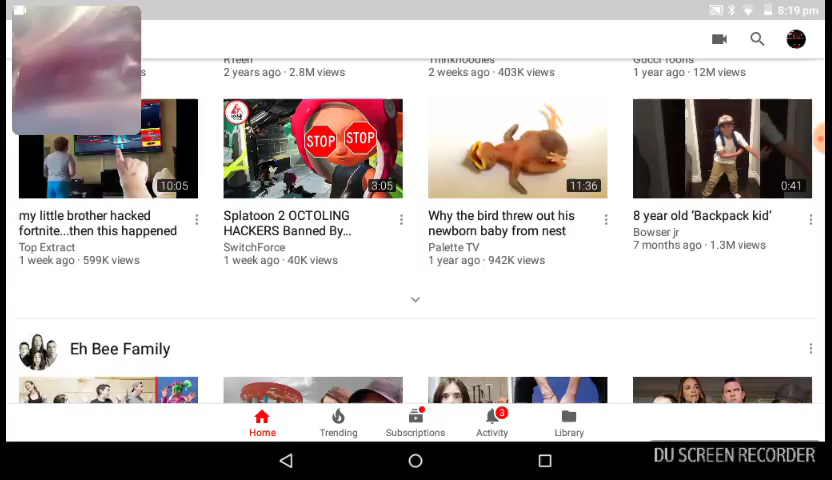 8:19 pm
s RTeen Thinknoodles Gucci Toons
2 years ago · 2.8M views 2 weeks ago · 403K views 1 year ago · 12M views
STOP STOP
10:05 3:05 11:36 0:41
my little brother hacked fortnite...then this happened
Top Extract
1 week ago · 599K views
Splatoon 2 OCTOLING HACKERS Banned By...
SwitchForce
1 week ago · 40K views
Why the bird threw out his newborn baby from nest
Palette TV
1 year ago · 942K views
8 year old ‘Backpack kid’
Bowser jr
7 months ago · 1.3M views
Eh Bee Family
3
Home Trending Subscriptions Activity Library
DU SCREEN RECORDER